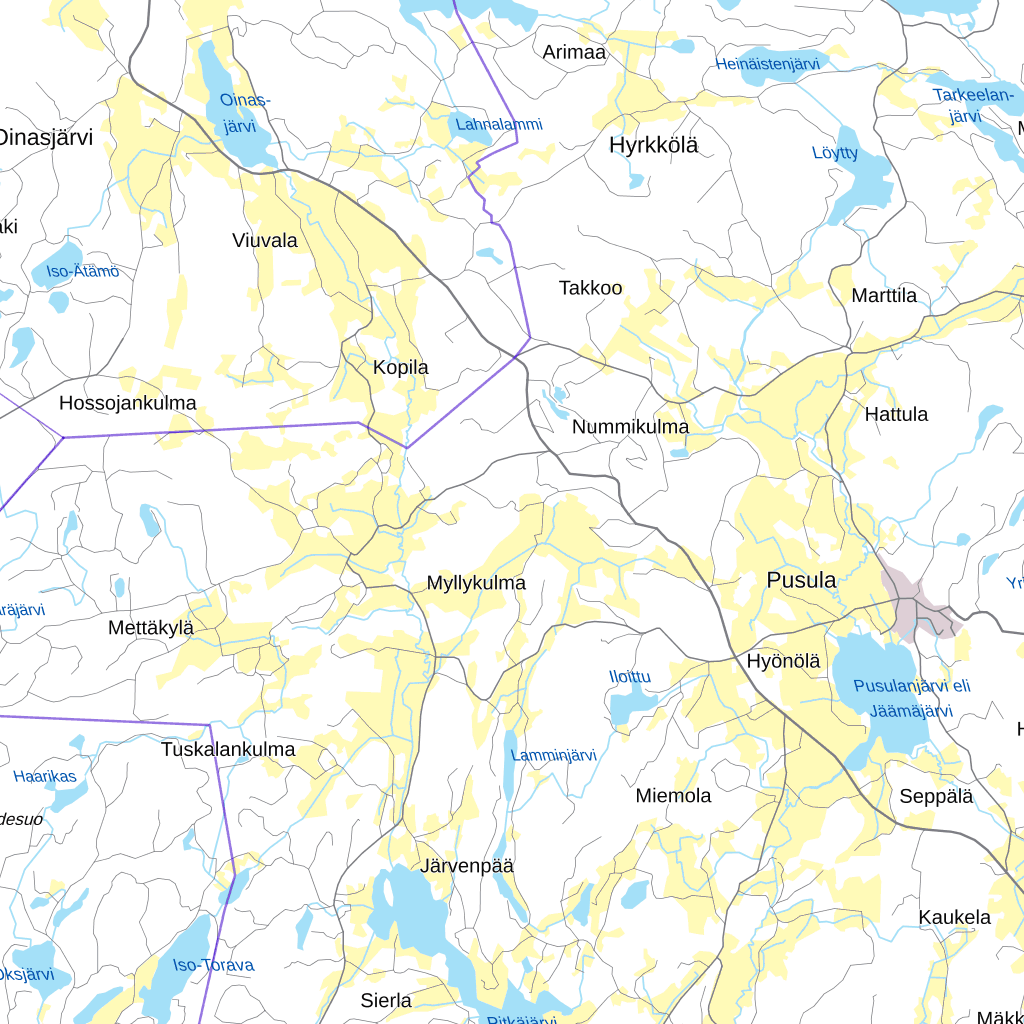 Arimaa
Heinäistenjärvi
Oinas-
järvi
Tarkeelan-
järvi
Lahnalammi
Oinasjärvi
Hyrkkölä
Löytty
Viuvala
Iso-Ätämö
Takkoo
Marttila
Kopila
Hossojankulma
Hattula
Nummikulma
Myllykulma
Pusula
Mettäkylä
Hyönölä
Iloittu
Pusulanjärvi eli
Jäämäjärvi
Tuskalankulma
Lamminjärvi
Haarikas
Miemola
Seppälä
Järvenpää
Kaukela
Iso-Torava
Sierla
Pitkäjärvi